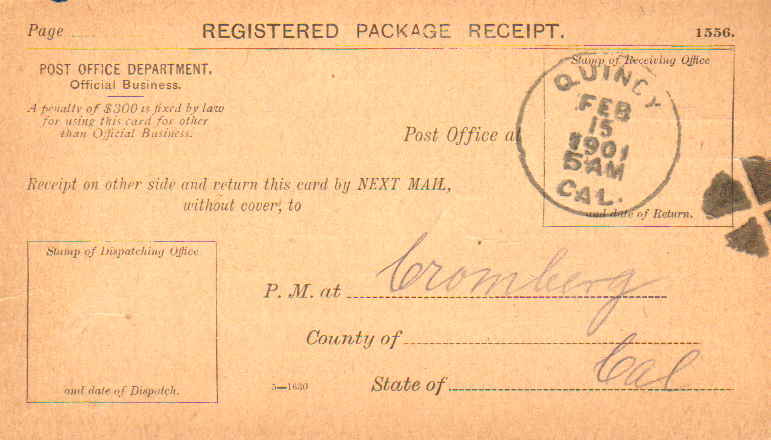 Page
REGISTERED PACKAGE RECEIPT.
1556.
POST OFFICE DEPARTMENT.
Official Business.
A penalty of $300 is fixed by law
for using this card for other
than Official Business.
Stamp of Receiving Office
QUINCY
FEB
15
1901
5 AM
CAL.
and date of Return.
Post Office at
Receipt on other side and return this card by NEXT MAIL,
without cover, to
Stamp of Dispatching Office
and date of Dispatch.
P. M. at Cromberg
County of
5—1630
State of Cal